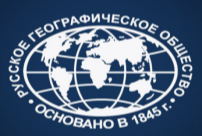 РУССКОЕ ГЕОГРАФИЧЕСКОЕ ОБЩЕСТВО
• ОСНОВАНО В 1845 г. •